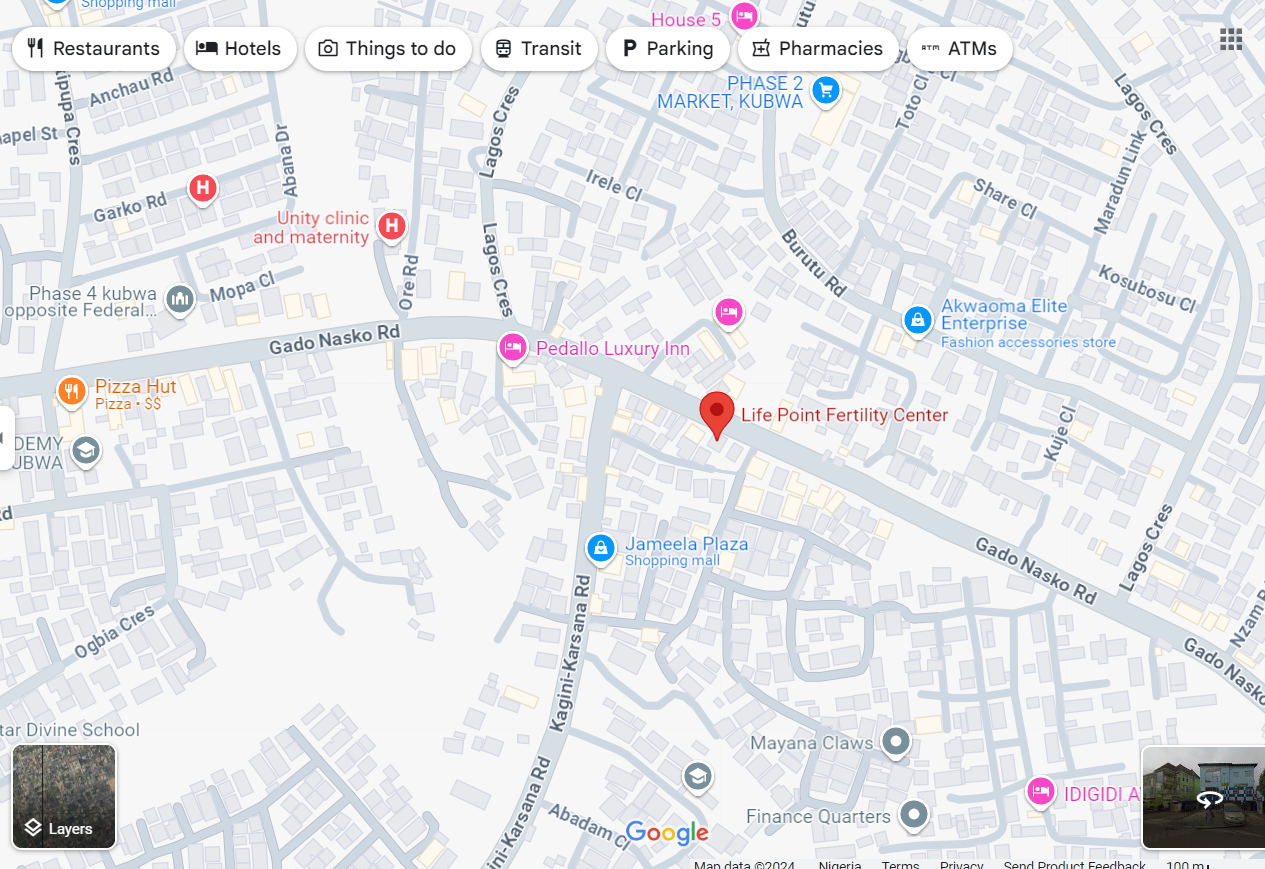 Shopping mall
House 5
Restaurants
Hotels
Things to do
Transit
Parking
Pharmacies
ATM
ATMs
Anchau Rd
Lagos Cres
PHASE 2
MARKET, KUBWA
Toto Cl
Lagos Cres
apel St
Abana Dr
Irele Cl
Share Cl
Maradun Link
Garko Rd
H
Unity clinic
and maternity
H
Lagos Cres
Burutu Rd
Kosubosu Cl
Ore Rd
Mopa Cl
Phase 4 kubwa
opposite Federal...
Akwaoma Elite
Enterprise
Fashion accessories store
Gado Nasko Rd
Pedallo Luxury Inn
Pizza Hut
Pizza • $$
Life Point Fertility Center
Kuje Cl
DEMY
UBWA
Rd
Lagos Cres
Jameela Plaza
Shopping mall
Gado Nasko Rd
Ogbia Cres
Kagini-Karsana Rd
Gado Nasko
tar Divine School
Mayana Claws
IDIGIDI A
Finance Quarters
Abadam Cl
Google
ini-Karsana Rd
Layers
Map data ©2024
Nigeria
Terms
Privacy
Send Product Feedback
100 m